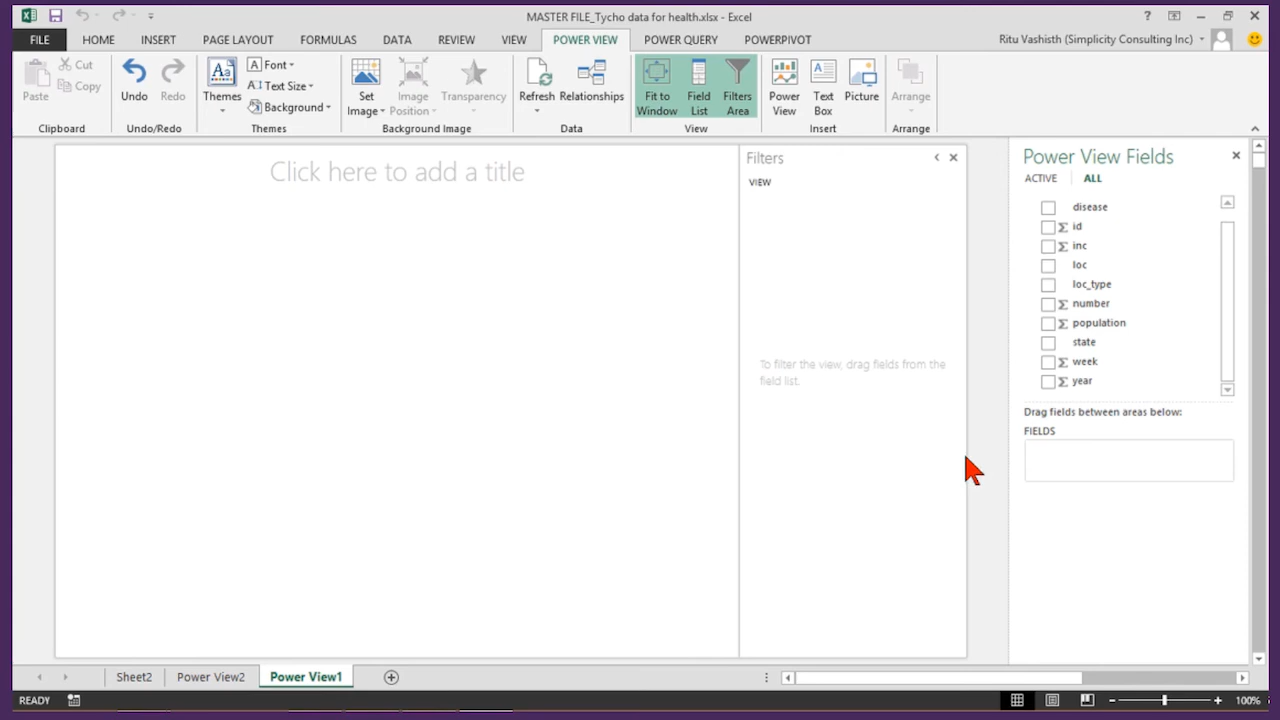 MASTER FILE_Tycho data for health.xlsx - Excel
FILE HOME INSERT PAGE LAYOUT FORMULAS DATA REVIEW VIEW POWER VIEW POWER QUERY POWERPIVOT Ritu Vashisth (Simplicity Consulting Inc)
Paste
Cut
Copy
Clipboard
Undo Redo
Undo/Redo
Themes
Font
Text Size
Background
Themes
Set Image
Image Position
Transparency
Background Image
Refresh Relationships
Data
Fit to Window
Field List
Filters Area
View
Power View
Text Box
Picture
Insert
Arrange
Arrange
Click here to add a title
Filters
VIEW
To filter the view, drag fields from the
field list.
Power View Fields
ACTIVE ALL
disease
Σ id
Σ inc
loc
loc_type
Σ number
Σ population
state
Σ week
Σ year
Drag fields between areas below:
FIELDS
Sheet2 Power View2 Power View1
READY 100%